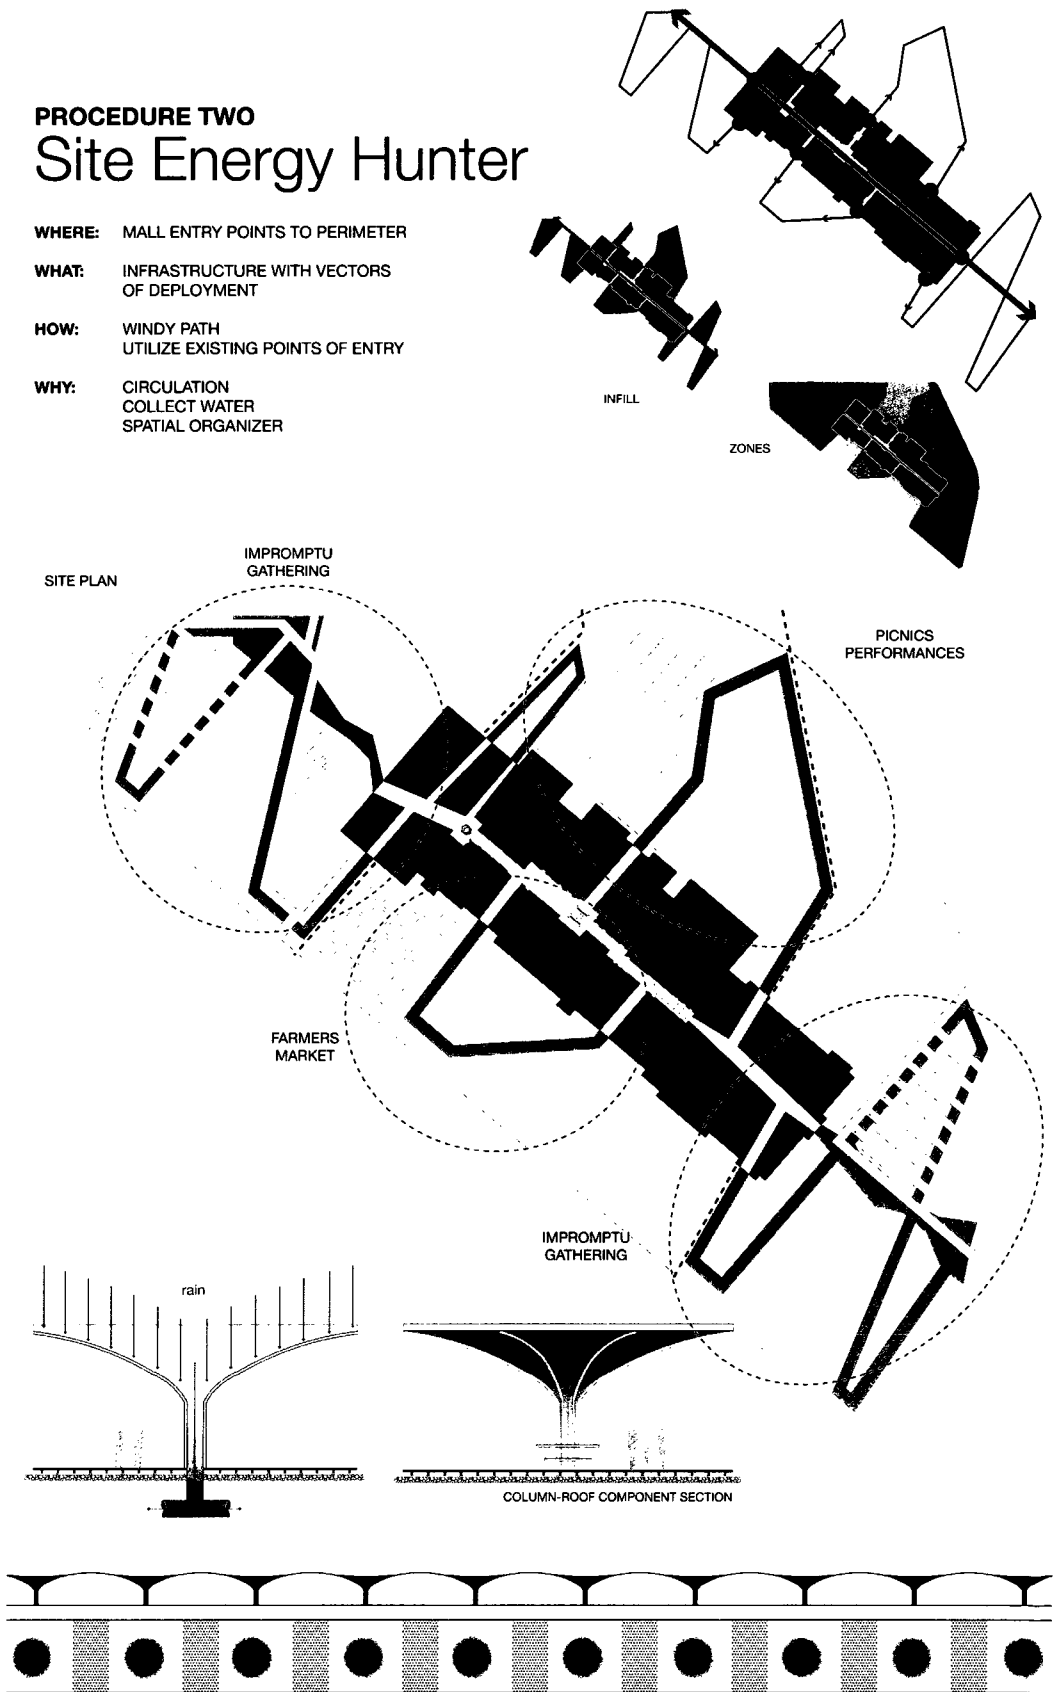 PROCEDURE TWO
Site Energy Hunter
WHERE: MALL ENTRY POINTS TO PERIMETER
WHAT: INFRASTRUCTURE WITH VECTORS
OF DEPLOYMENT
HOW: WINDY PATH
UTILIZE EXISTING POINTS OF ENTRY
WHY: CIRCULATION
COLLECT WATER
SPATIAL ORGANIZER
INFILL
ZONES
SITE PLAN
IMPROMPTU
GATHERING
PICNICS
PERFORMANCES
FARMERS
MARKET
IMPROMPTU
GATHERING
rain
COLUMN-ROOF COMPONENT SECTION